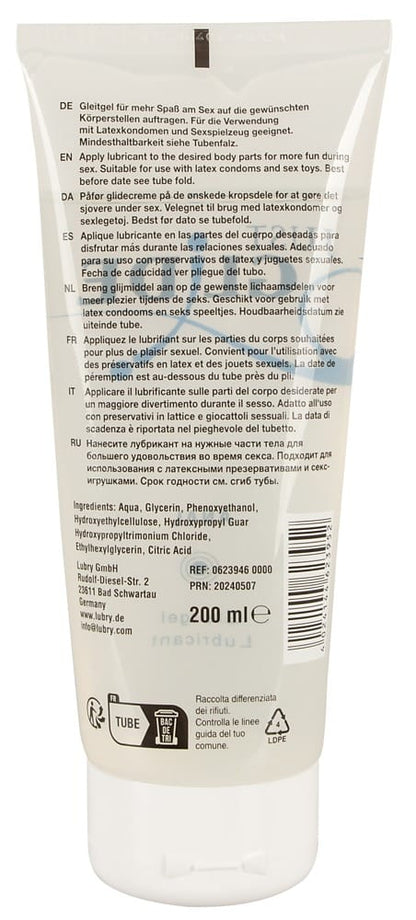 DE Gleitgel für mehr Spaß am Sex auf die gewünschten
Körperstellen auftragen. Für die Verwendung
mit Latexkondomen und Sexspielzeug geeignet.
Mindesthaltbarkeit siehe Tubenfalz.
EN Apply lubricant to the desired body parts for more fun during
sex. Suitable for use with latex condoms and sex toys. Best
before date see tube fold.
DA Påfør glidecreme på de ønskede kropsdele for at gøre det
sjovere under sex. Velegnet til brug med latexkondomer og
sexlegetøj. Bedst før dato se tubefold.
ES Aplique lubricante en las partes del cuerpo deseadas para
disfrutar más durante las relaciones sexuales. Adecuado
para su uso con preservativos de latex y juguetes sexuales.
Fecha de caducidad ver pliegue del tubo.
NL Breng glijmiddel aan op de gewenste lichaamsdelen voor
meer plezier tijdens de seks. Geschikt voor gebruik met
latex condooms en seks speeltjes. Houdbaarheidsdatum zie
uiteinde tube.
FR Appliquez le lubrifiant sur les parties du corps souhaitées
pour plus de plaisir sexuel. Convient pour l'utilisation avec
des préservatifs en latex et des jouets sexuels. La date de
péremption est au-dessous du tube près du pli.
IT Applicare il lubrificante sulle parti del corpo desiderate per
un maggiore divertimento durante il sesso. Adatto all'uso
con preservativi in lattice e giocattoli sessuali. La data di
scadenza è riportata nel pieghevole del tubetto.
RU Нанесите лубрикант на нужные части тела для
большего удовольствия во время секса. Подходит для
использования с латексными презервативами и секс-
игрушками. Срок годности см. сгиб тубы.
Ingredients: Aqua, Glycerin, Phenoxyethanol,
Hydroxyethylcellulose, Hydroxypropyl Guar
Hydroxypropyltrimonium Chloride,
Ethylhexylglycerin, Citric Acid
Lubry GmbH
Rudolf-Diesel-Str. 2
23611 Bad Schwartau
Germany
www.lubry.de
info@lubry.com
REF: 0623946 0000
PRN: 20240507
200 ml e
4024144623952
FR
TUBE
BAC
DE
TRI
Raccolta differenziata
dei rifiuti.
Controlla le linee
guida del tuo
comune.
4
LDPE